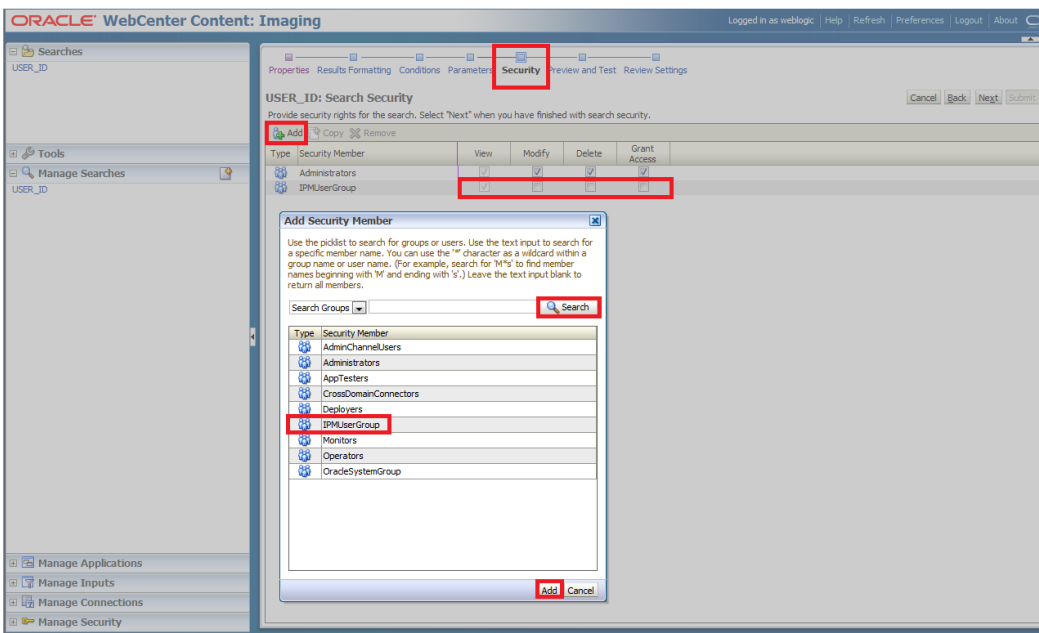 ORACLE® WebCenter Content: Imaging
Logged in as weblogic | Help | Refresh | Preferences | Logout | About
Searches
USER_ID
Tools
Manage Searches
USER_ID
Manage Applications
Manage Inputs
Manage Connections
Manage Security
Properties Results Formatting Conditions Parameters Security Preview and Test Review Settings
USER_ID: Search Security
Cancel Back Next Submit
Provide security rights for the search. Select "Next" when you have finished with search security.
Add Copy Remove
Type Security Member View Modify Delete Grant Access
Administrators
IPMUserGroup
Add Security Member
Use the picklist to search for groups or users. Use the text input to search for
a specific member name. You can use the '*' character as a wildcard within a
group name or user name. (For example, search for 'M*s' to find member
names beginning with 'M' and ending with 's'.) Leave the text input blank to
return all members.
Search Groups Search
Type Security Member
AdminChannelUsers
Administrators
AppTesters
CrossDomainConnectors
Deployers
IPMUserGroup
Monitors
Operators
OracleSystemGroup
Add Cancel